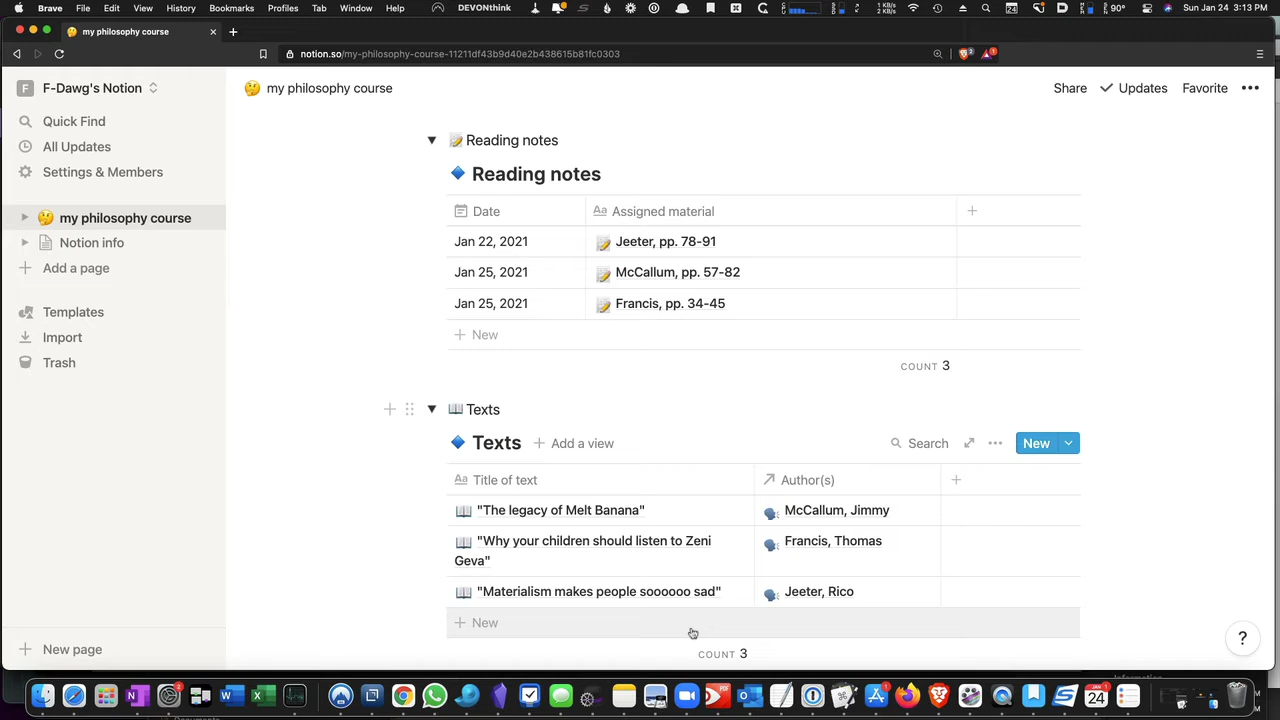 Brave File Edit View History Bookmarks Profiles Tab Window Help DEVONthink 1 KB/s 90° Sun Jan 24 3:13 PM
my philosophy course
notion.so/my-philosophy-course-11211df43b9d40e2b438615b81fc0303
F F-Dawg's Notion
my philosophy course
Share Updates Favorite
Quick Find
All Updates
Settings & Members
my philosophy course
Notion info
Add a page
Templates
Import
Trash
New page
Reading notes
Reading notes
Date Aa Assigned material
Jan 22, 2021 Jeeter, pp. 78-91
Jan 25, 2021 McCallum, pp. 57-82
Jan 25, 2021 Francis, pp. 34-45
New
COUNT 3
Texts
Texts Add a view Search New
Aa Title of text Author(s)
"The legacy of Melt Banana" McCallum, Jimmy
"Why your children should listen to Zeni Geva" Francis, Thomas
"Materialism makes people soooooo sad" Jeeter, Rico
New
COUNT 3
?